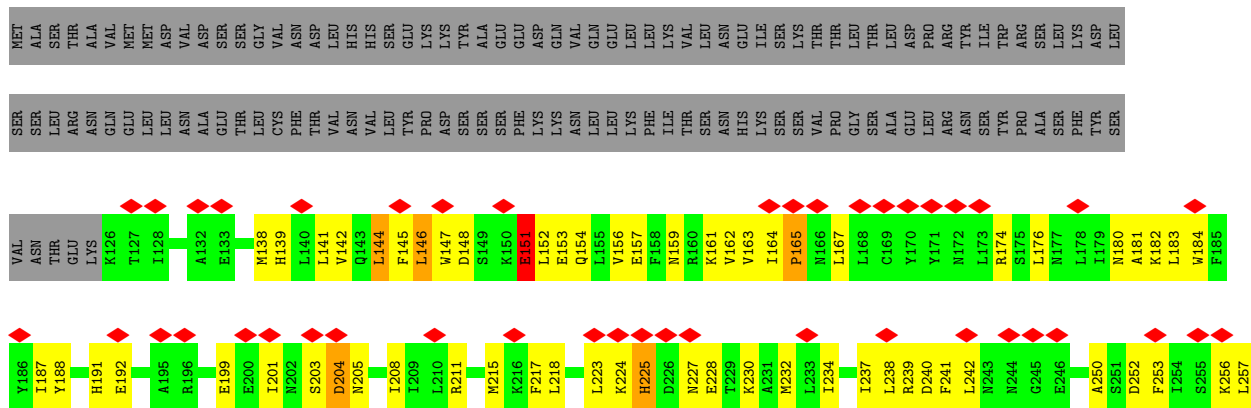 MET ALA SER THR ALA VAL MET MET ASP VAL ASP SER SER GLY VAL ASN ASP LEU HIS HIS SER GLU LYS LYS TYR ALA GLU GLU ASP GLN VAL GLN GLU LEU LEU LYS VAL LEU ASN GLU ILE SER LYS THR THR LEU THR LEU ASP PRO ARG TYR ILE TRP ARG SER LEU LYS ASP LEU
SER SER LEU ARG ASN GLN GLU LEU LEU ASN ALA GLU THR LEU CYS PHE THR VAL ASN VAL LEU TYR PRO ASP SER SER SER PHE LYS LYS ASN LEU LEU LYS PHE ILE THR SER ASN HIS LYS SER SER VAL PRO GLY SER ALA GLU LEU ARG ASN SER TYR PRO ALA SER PHE TYR SER
VAL ASN THR GLU LYS K126 T127 I128 A132 E133 M138 H139 L140 L141 V142 Q143 L144 F145 L146 W147 D148 S149 K150 E151 L152 E153 Q154 L155 V156 E157 F158 N159 R160 K161 V162 V163 I164 P165 N166 L167 L168 C169 Y170 Y171 N172 L173 R174 S175 L176 N177 L178 I179 N180 A181 K182 L183 W184 F185
Y186 I187 Y188 H191 E192 A195 R196 E199 E200 I201 N202 S203 D204 N205 I208 I209 L210 R211 M215 K216 F217 L218 L223 K224 H225 D226 N227 E228 T229 K230 A231 M232 L233 I234 I237 L238 R239 D240 F241 L242 N243 N244 G245 E246 A250 S251 D252 F253 I254 S255 K256 L257